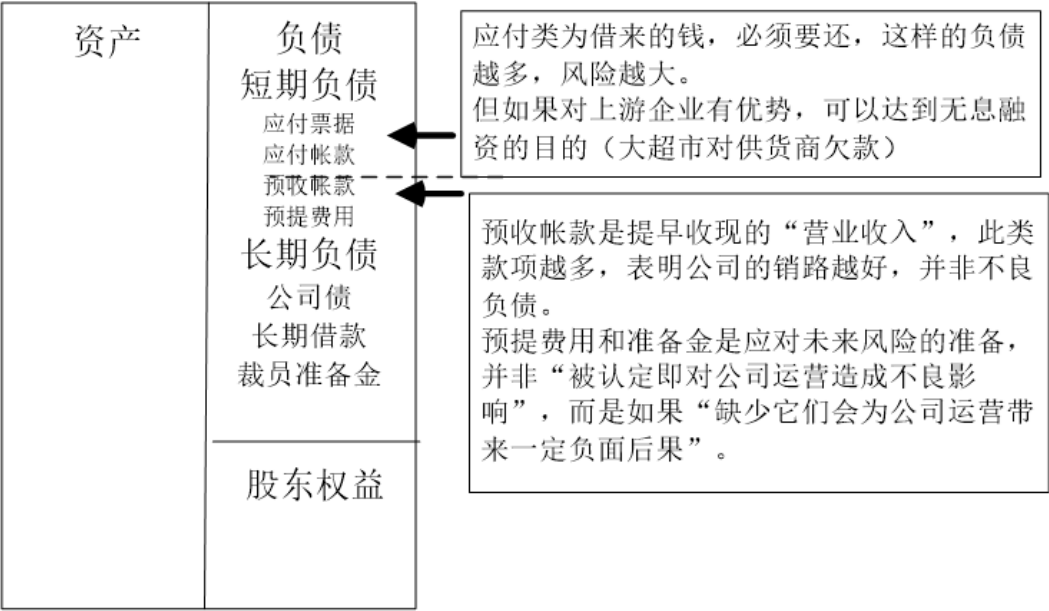 资产
负债
短期负债
应付票据
应付帐款
预收帐款
预提费用
长期负债
公司债
长期借款
裁员准备金
股东权益
应付类为借来的钱，必须要还，这样的负债
越多，风险越大。
但如果对上游企业有优势，可以达到无息融
资的目的（大超市对供货商欠款）
预收帐款是提早收现的“营业收入”，此类
款项越多，表明公司的销路越好，并非不良
负债。
预提费用和准备金是应对未来风险的准备，
并非“被认定即对公司运营造成不良影
响”，而是如果“缺少它们会为公司运营带
来一定负面后果”。